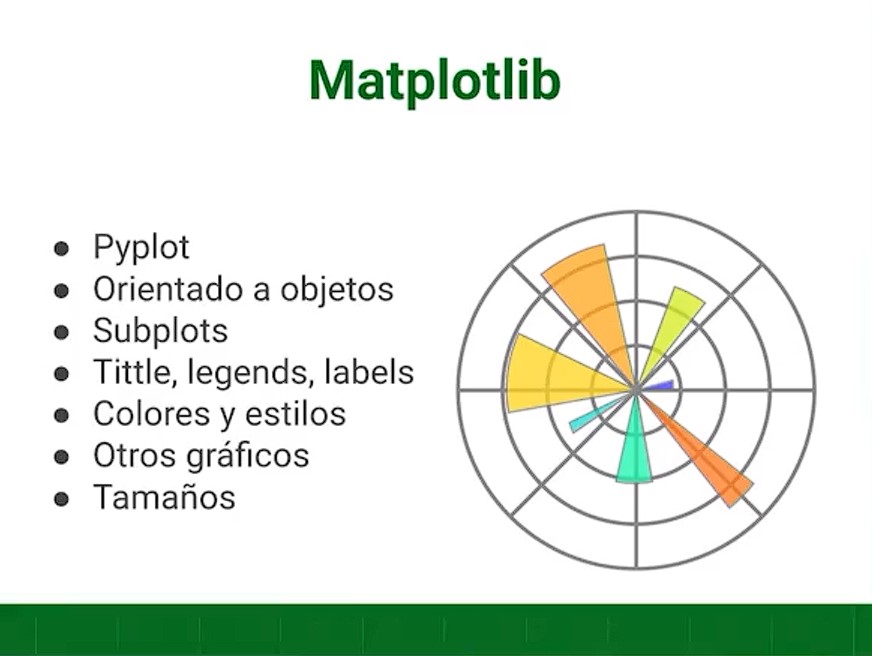 Matplotlib
Pyplot
Orientado a objetos
Subplots
Tittle, legends, labels
Colores y estilos
Otros gráficos
Tamaños